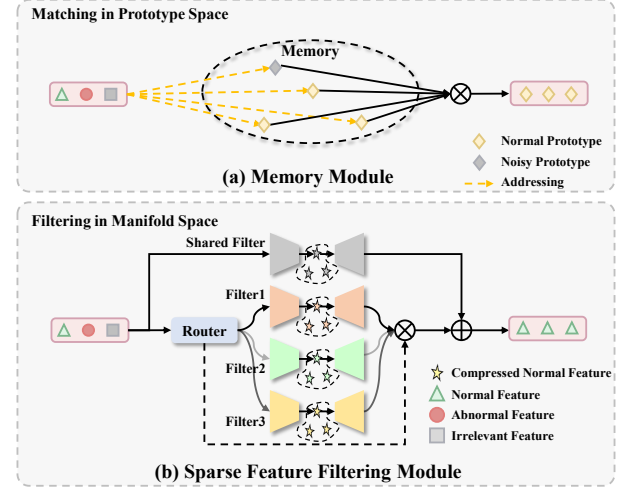 Matching in Prototype Space
Memory
Normal Prototype
Noisy Prototype
Addressing
(a) Memory Module
Filtering in Manifold Space
Shared Filter
Filter1
Router
Filter2
Filter3
Compressed Normal Feature
Normal Feature
Abnormal Feature
Irrelevant Feature
(b) Sparse Feature Filtering Module